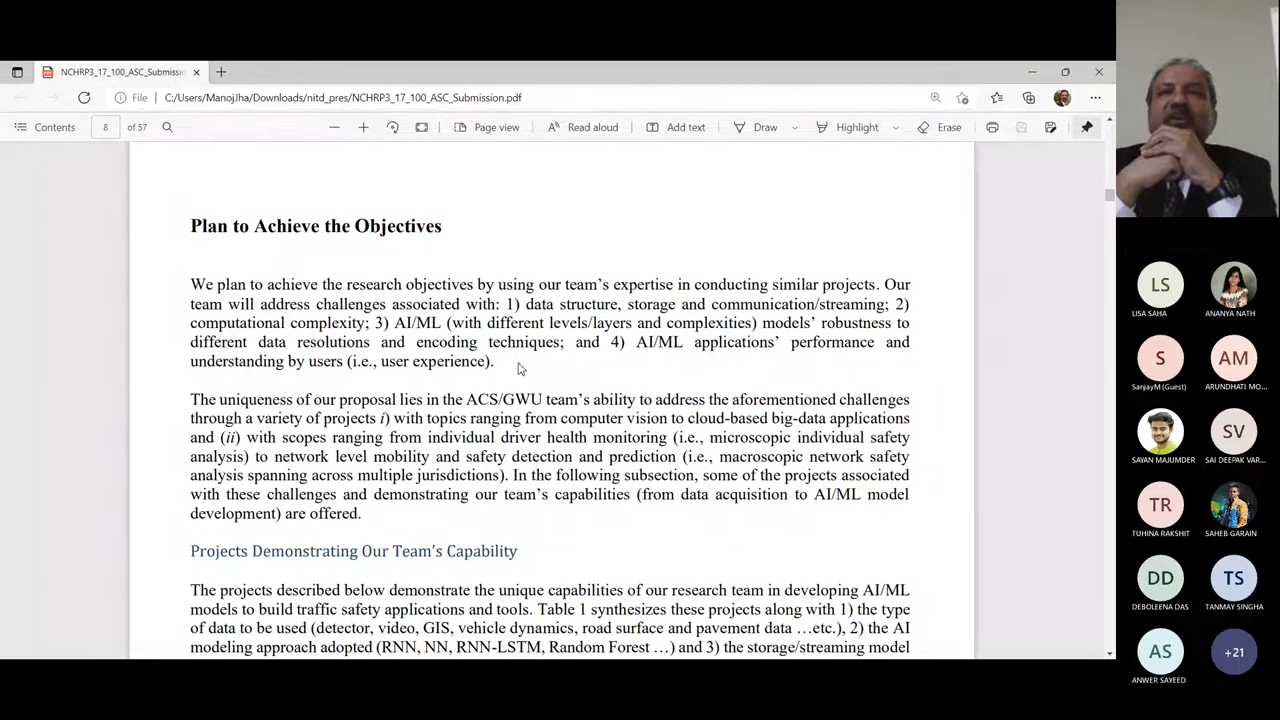 NCHRP3_17_100_ASC_Submissio
File
C:/Users/ManojJha/Downloads/nitd_pres/NCHRP3_17_100_ASC_Submission.pdf
Contents
8
of 57
Page view
Read aloud
Add text
Draw
Highlight
Erase
Plan to Achieve the Objectives
We plan to achieve the research objectives by using our team's expertise in conducting similar projects. Our
team will address challenges associated with: 1) data structure, storage and communication/streaming; 2)
computational complexity; 3) AI/ML (with different levels/layers and complexities) models' robustness to
different data resolutions and encoding techniques; and 4) AI/ML applications' performance and
understanding by users (i.e., user experience).
The uniqueness of our proposal lies in the ACS/GWU team's ability to address the aforementioned challenges
through a variety of projects i) with topics ranging from computer vision to cloud-based big-data applications
and (ii) with scopes ranging from individual driver health monitoring (i.e., microscopic individual safety
analysis) to network level mobility and safety detection and prediction (i.e., macroscopic network safety
analysis spanning across multiple jurisdictions). In the following subsection, some of the projects associated
with these challenges and demonstrating our team's capabilities (from data acquisition to AI/ML model
development) are offered.
Projects Demonstrating Our Team's Capability
The projects described below demonstrate the unique capabilities of our research team in developing AI/ML
models to build traffic safety applications and tools. Table 1 synthesizes these projects along with 1) the type
of data to be used (detector, video, GIS, vehicle dynamics, road surface and pavement data …etc.), 2) the AI
modeling approach adopted (RNN, NN, RNN-LSTM, Random Forest …) and 3) the storage/streaming model
LS
LISA SAHA
ANANYA NATH
S
SanjayM (Guest)
AM
ARUNDHATI MO...
SAYAN MAJUMDER
SV
SAI DEEPAK VAR...
TR
TUHINA RAKSHIT
SAHEB GARAIN
DD
DEBOLEENA DAS
TS
TANMAY SINGHA
AS
ANWER SAYEED
+21